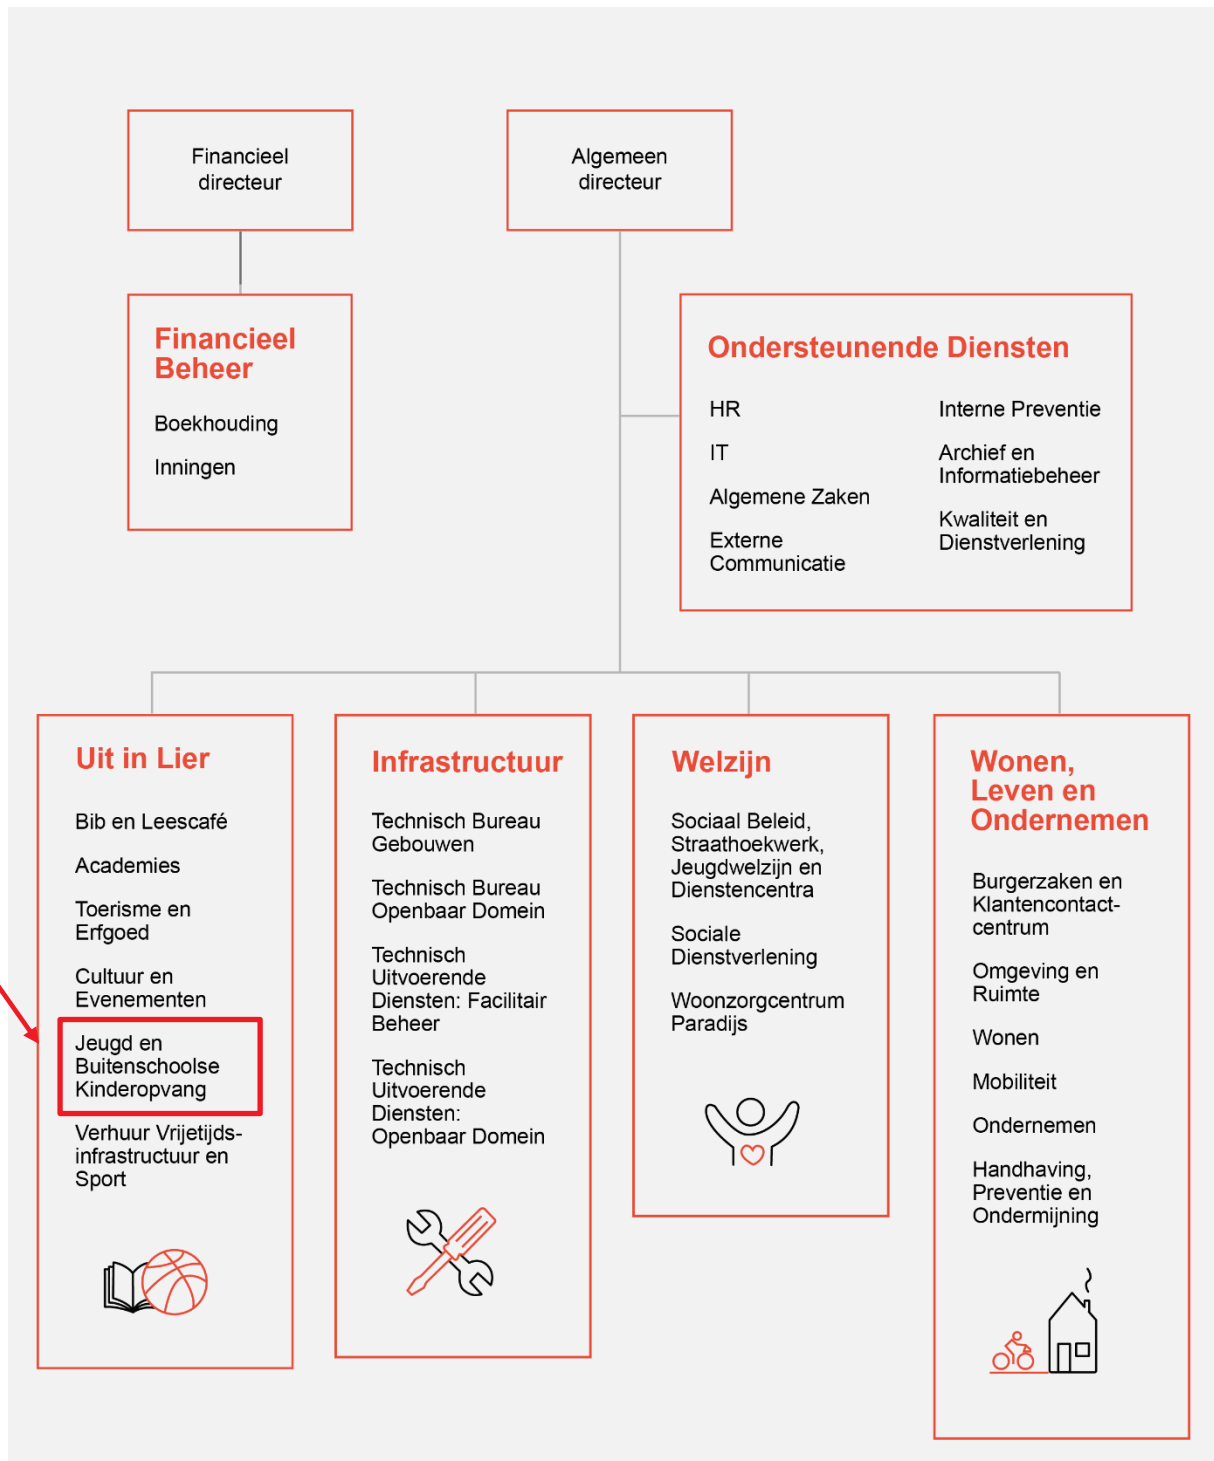 Financieel
directeur
Algemeen
directeur
Financieel
Beheer
Boekhouding
Inningen
Ondersteunende Diensten
HR
IT
Algemene Zaken
Externe
Communicatie
Interne Preventie
Archief en
Informatiebeheer
Kwaliteit en
Dienstverlening
Uit in Lier
Bib en Leescafé
Academies
Toerisme en
Erfgoed
Cultuur en
Evenementen
Jeugd en
Buitenschoolse
Kinderopvang
Verhuur Vrijetijds-
infrastructuur en
Sport
Infrastructuur
Technisch Bureau
Gebouwen
Technisch Bureau
Openbaar Domein
Technisch
Uitvoerende
Diensten: Facilitair
Beheer
Technisch
Uitvoerende
Diensten:
Openbaar Domein
Welzijn
Sociaal Beleid,
Straathoekwerk,
Jeugdwelzijn en
Dienstencentra
Sociale
Dienstverlening
Woonzorgcentrum
Paradijs
Wonen,
Leven en
Ondernemen
Burgerzaken en
Klantencontact-
centrum
Omgeving en
Ruimte
Wonen
Mobiliteit
Ondernemen
Handhaving,
Preventie en
Ondermijning